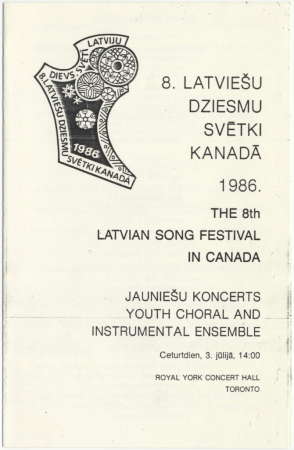 DIEVS, SVĒTĪ LATVIJU
8. LATVIEŠU DZIESMU SVĒTKI KANADĀ
1986
8. LATVIEŠU
DZIESMU
SVĒTKI
KANADĀ
1986.
THE 8th
LATVIAN SONG FESTIVAL
IN CANADA
JAUNIEŠU KONCERTS
YOUTH CHORAL AND
INSTRUMENTAL ENSEMBLE
Ceturtdien, 3. jūlijā, 14:00
ROYAL YORK CONCERT HALL
TORONTO